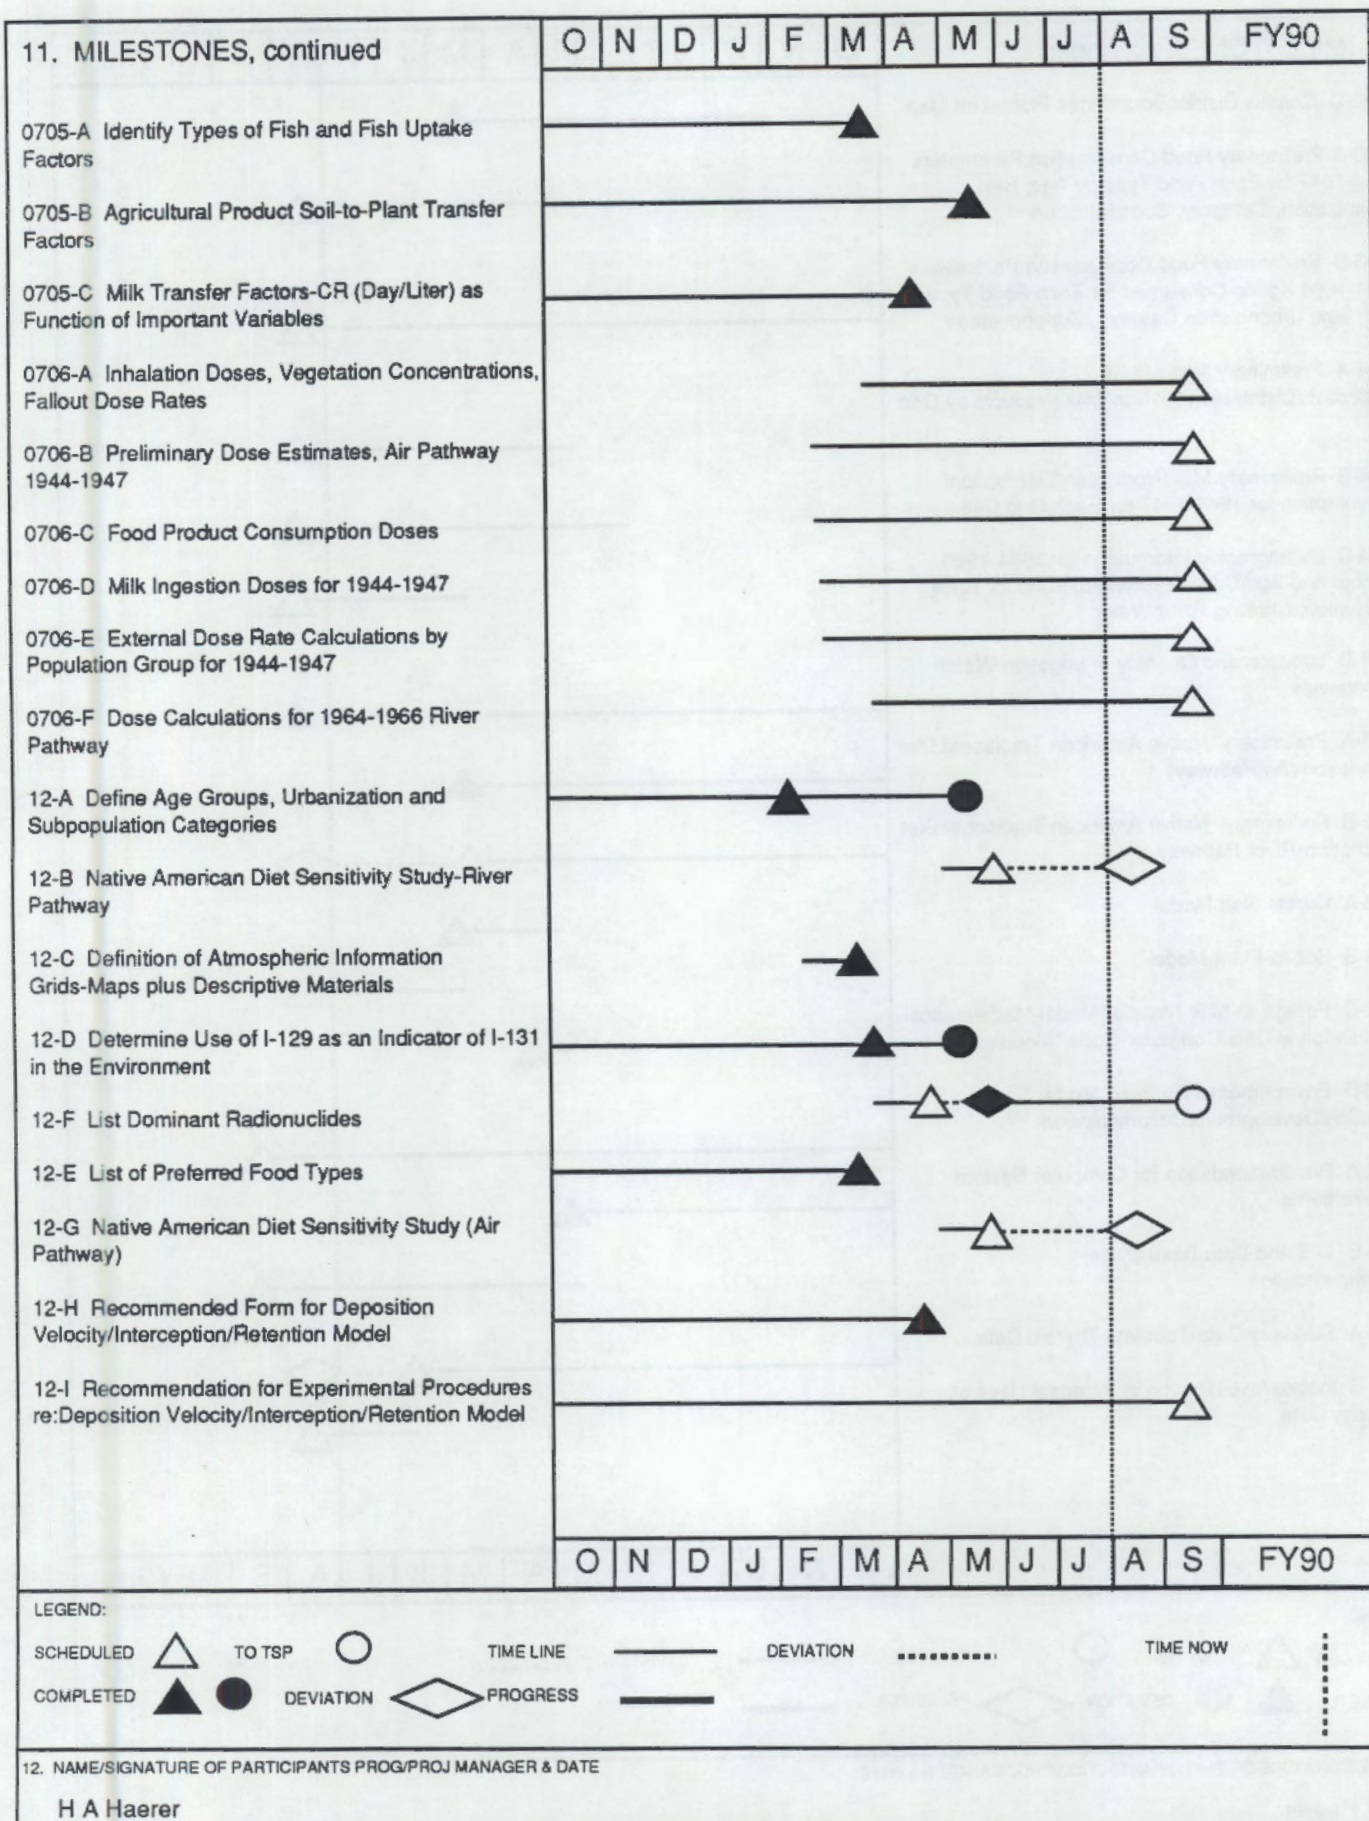 11. MILESTONES, continued
O N D J F M A M J J A S FY90
0705-A Identify Types of Fish and Fish Uptake
Factors
0705-B Agricultural Product Soil-to-Plant Transfer
Factors
0705-C Milk Transfer Factors-CR (Day/Liter) as
Function of Important Variables
0706-A Inhalation Doses, Vegetation Concentrations,
Fallout Dose Rates
0706-B Preliminary Dose Estimates, Air Pathway
1944-1947
0706-C Food Product Consumption Doses
0706-D Milk Ingestion Doses for 1944-1947
0706-E External Dose Rate Calculations by
Population Group for 1944-1947
0706-F Dose Calculations for 1964-1966 River
Pathway
12-A Define Age Groups, Urbanization and
Subpopulation Categories
12-B Native American Diet Sensitivity Study-River
Pathway
12-C Definition of Atmospheric Information
Grids-Maps plus Descriptive Materials
12-D Determine Use of I-129 as an Indicator of I-131
in the Environment
12-F List Dominant Radionuclides
12-E List of Preferred Food Types
12-G Native American Diet Sensitivity Study (Air
Pathway)
12-H Recommended Form for Deposition
Velocity/Interception/Retention Model
12-I Recommendation for Experimental Procedures
re:Deposition Velocity/Interception/Retention Model
O N D J F M A M J J A S FY90
LEGEND:
SCHEDULED TO TSP TIME LINE DEVIATION TIME NOW
COMPLETED DEVIATION PROGRESS
12. NAME/SIGNATURE OF PARTICIPANTS PROG/PROJ MANAGER & DATE
H A Haerer